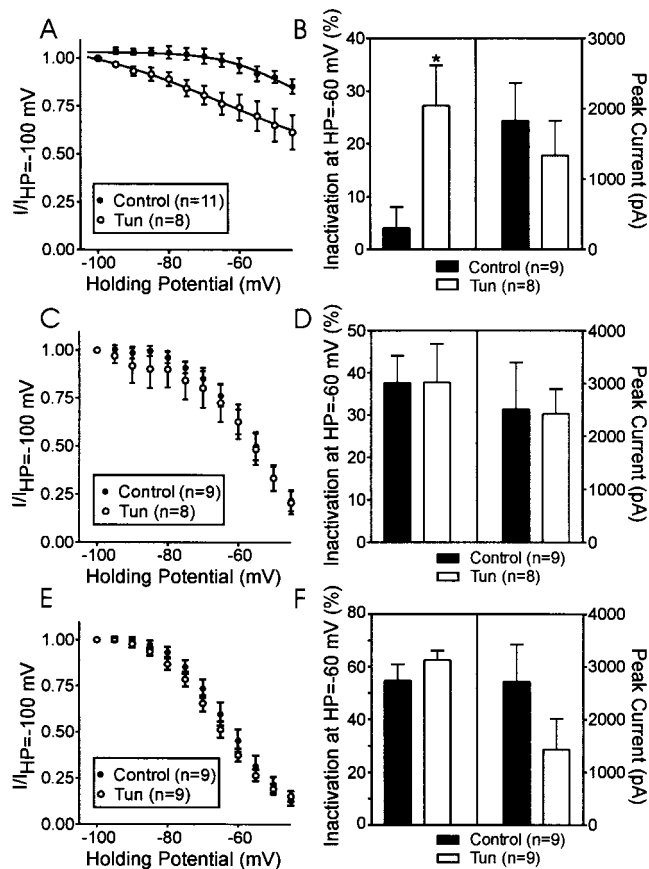 A
I/I HP=-100 mV
1.00
0.75
0.50
0.25
0.00
Control (n=11)
Tun (n=8)
-100
-80
-60
Holding Potential (mV)
B
Inactivation at HP=-60 mV (%)
40
30
20
10
0
*
3000
2000
1000
0
Peak Current (pA)
Control (n=9)
Tun (n=8)
C
I/I HP=-100 mV
1.00
0.75
0.50
0.25
0.00
Control (n=9)
Tun (n=8)
-100
-80
-60
Holding Potential (mV)
D
Inactivation at HP=-60 mV (%)
50
40
30
20
10
0
4000
3000
2000
1000
0
Peak Current (pA)
Control (n=9)
Tun (n=8)
E
I/I HP=-100 mV
1.00
0.75
0.50
0.25
0.00
Control (n=9)
Tun (n=9)
-100
-80
-60
Holding Potential (mV)
F
Inactivation at HP=-60 mV (%)
80
60
40
20
0
4000
3000
2000
1000
0
Peak Current (pA)
Control (n=9)
Tun (n=9)